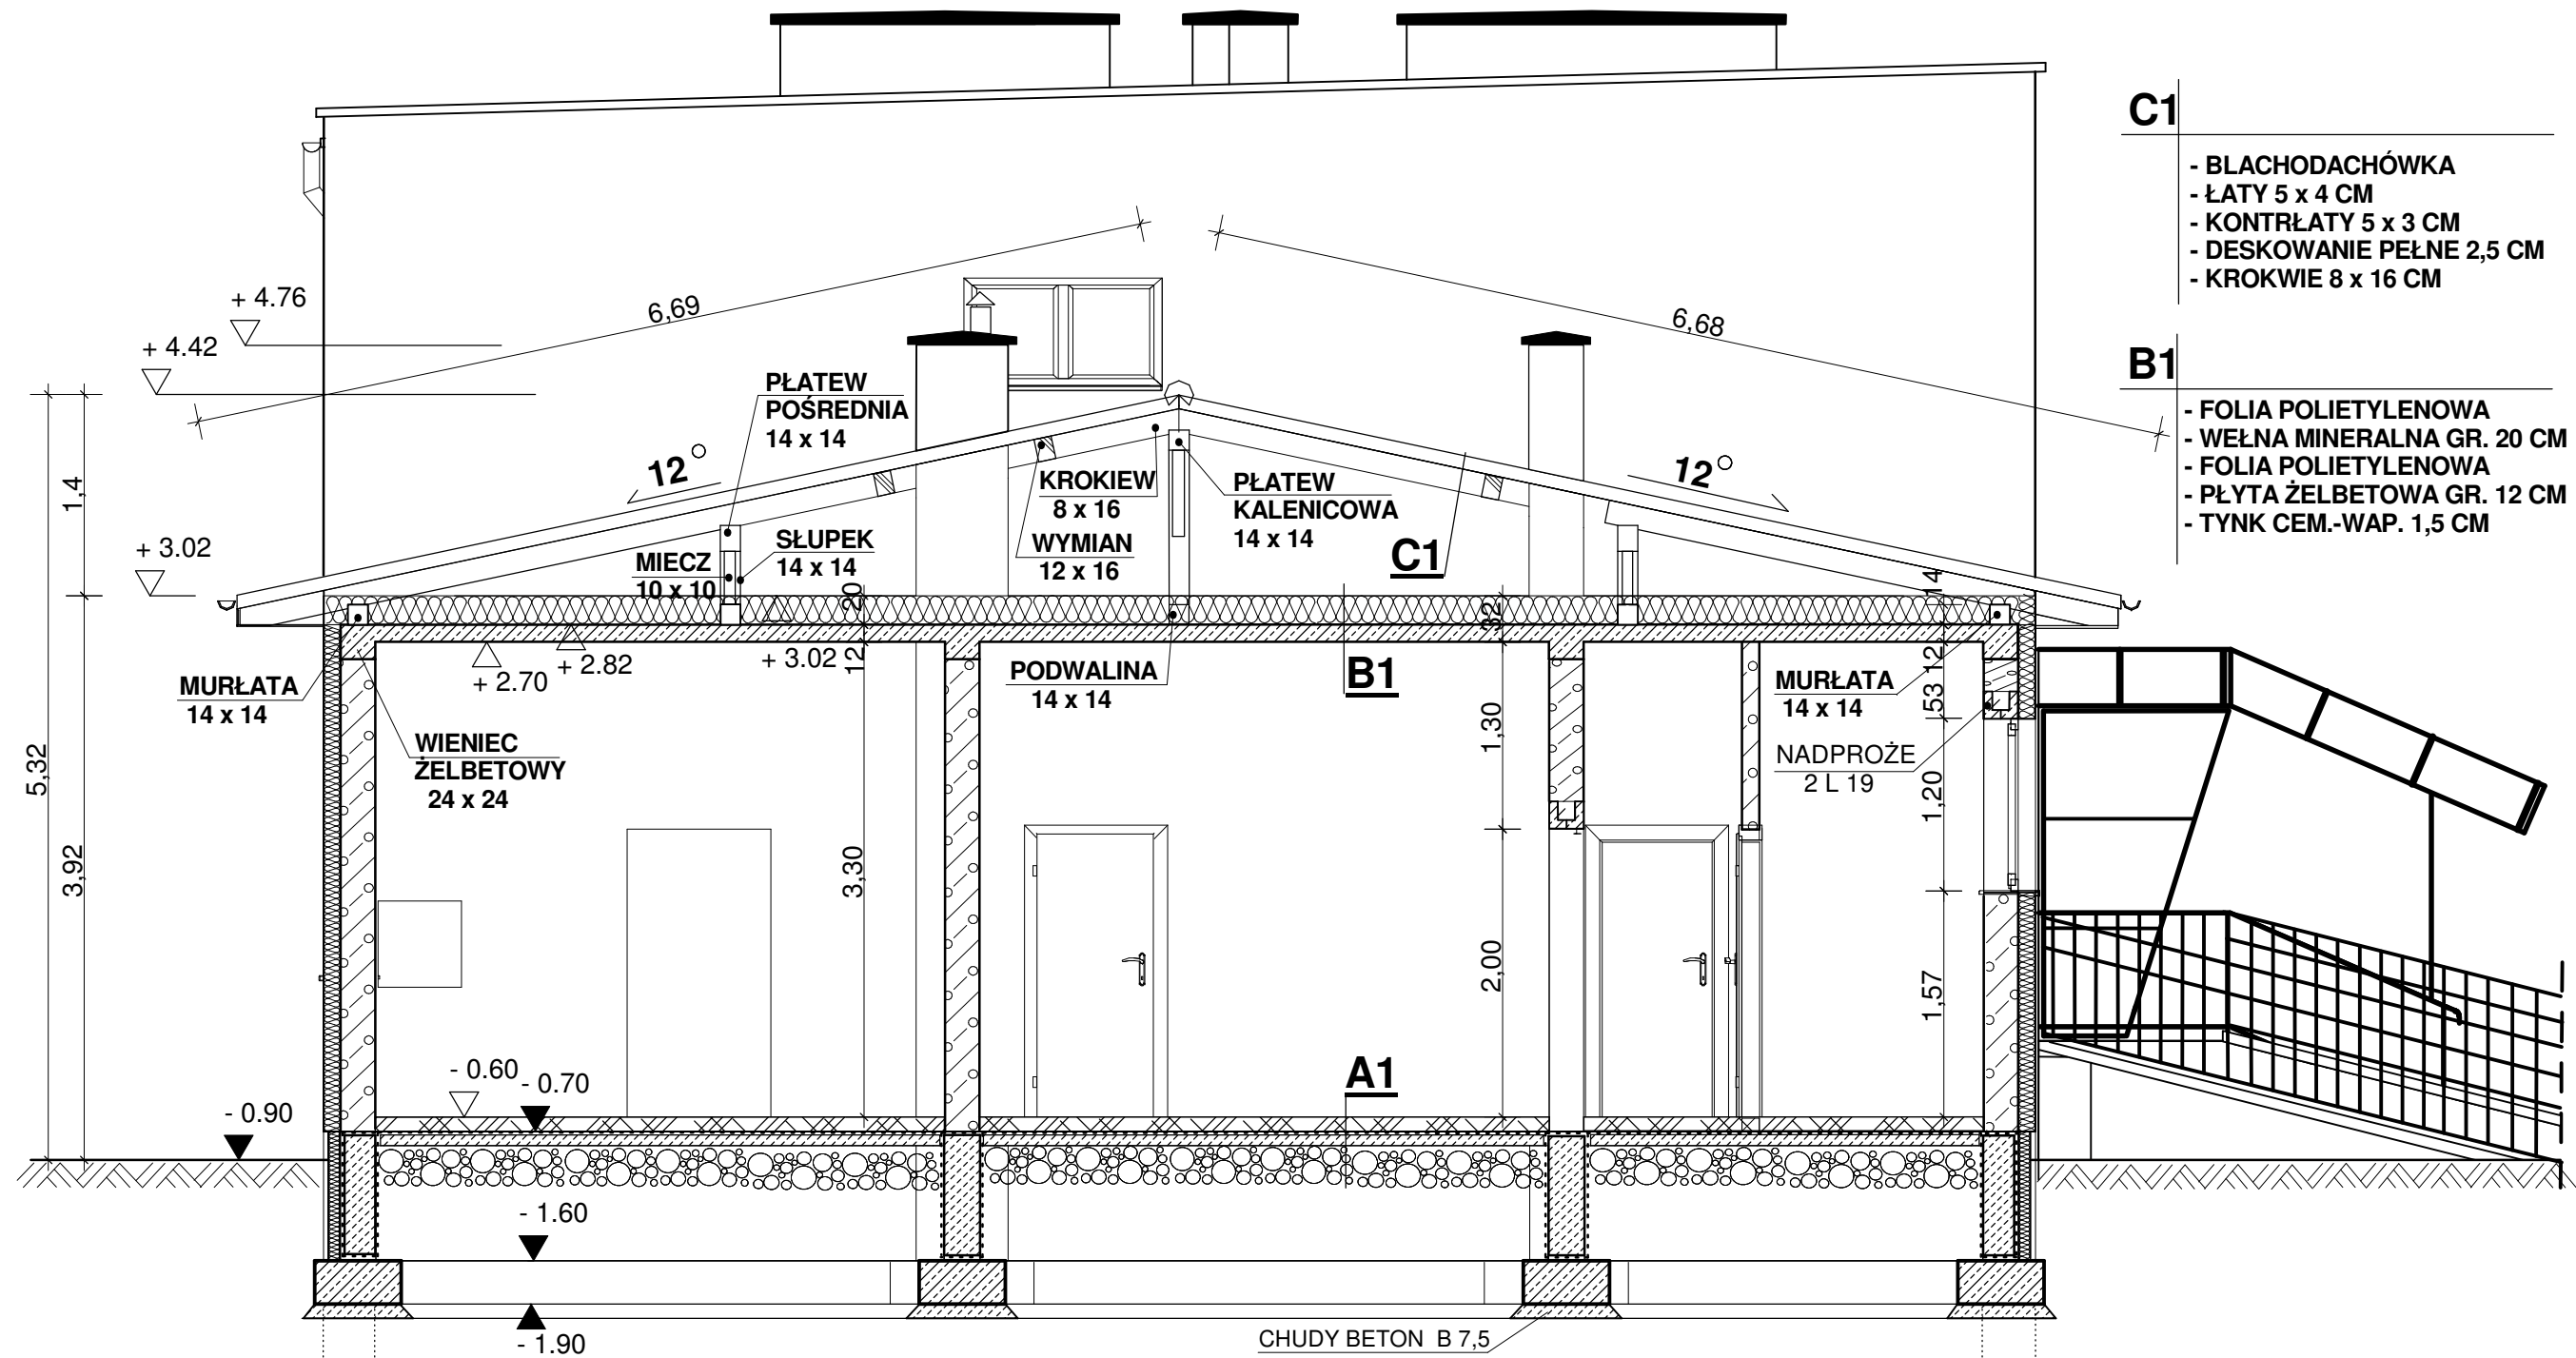 C1
- BLACHODACHÓWKA
- ŁATY 5 x 4 CM
- KONTRŁATY 5 x 3 CM
- DESKOWANIE PEŁNE 2,5 CM
- KROKWIE 8 x 16 CM
B1
- FOLIA POLIETYLENOWA
- WEŁNA MINERALNA GR. 20 CM
- FOLIA POLIETYLENOWA
- PŁYTA ŻELBETOWA GR. 12 CM
- TYNK CEM.-WAP. 1,5 CM
6,69
6,68
+ 4.76
+ 4.42
+ 3.02
1,4
5,32
3,92
- 0.90
PŁATEW
POŚREDNIA
14 x 14
12°
12°
KROKIEW
8 x 16
WYMIAN
12 x 16
PŁATEW
KALENICOWA
14 x 14
C1
MIECZ
10 x 10
SŁUPEK
14 x 14
20
12
32
14
12
53
MURŁATA
14 x 14
+ 2.70
+ 2.82
+ 3.02
PODWALINA
14 x 14
B1
MURŁATA
14 x 14
WIENIEC
ŻELBETOWY
24 x 24
NADPROŻE
2 L 19
1,30
1,20
3,30
2,00
1,57
- 0.60
- 0.70
A1
- 1.60
- 1.90
CHUDY BETON B 7,5